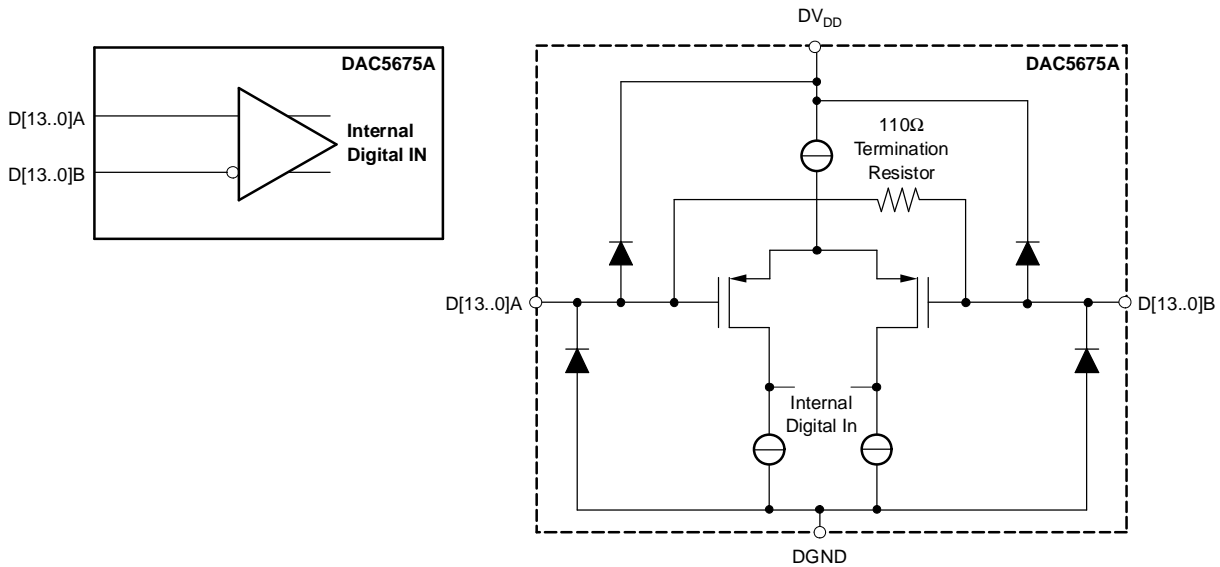 DAC5675A
D[13..0]A
D[13..0]B
Internal
Digital IN
DV_DD
DAC5675A
110Ω
Termination
Resistor
D[13..0]A
D[13..0]B
Internal
Digital In
DGND